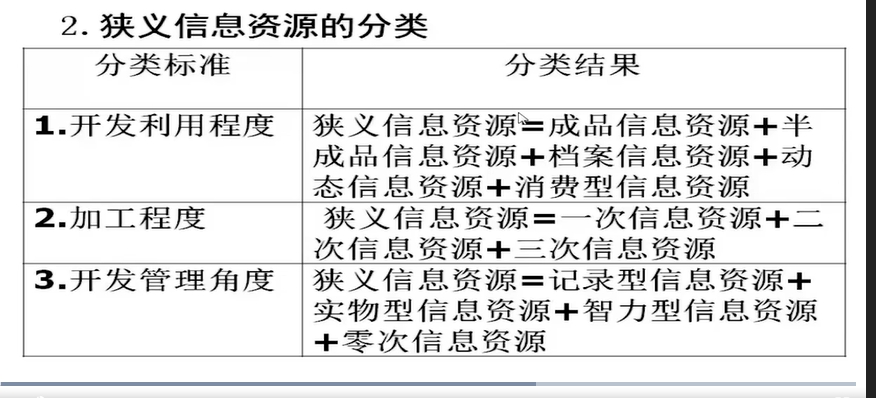 2. 狭义信息资源的分类
分类标准 分类结果
1.开发利用程度 狭义信息资源=成品信息资源+半
成品信息资源+档案信息资源+动
态信息资源+消费型信息资源
2.加工程度 狭义信息资源=一次信息资源+二
次信息资源+三次信息资源
3.开发管理角度 狭义信息资源=记录型信息资源+
实物型信息资源+智力型信息资源
+零次信息资源